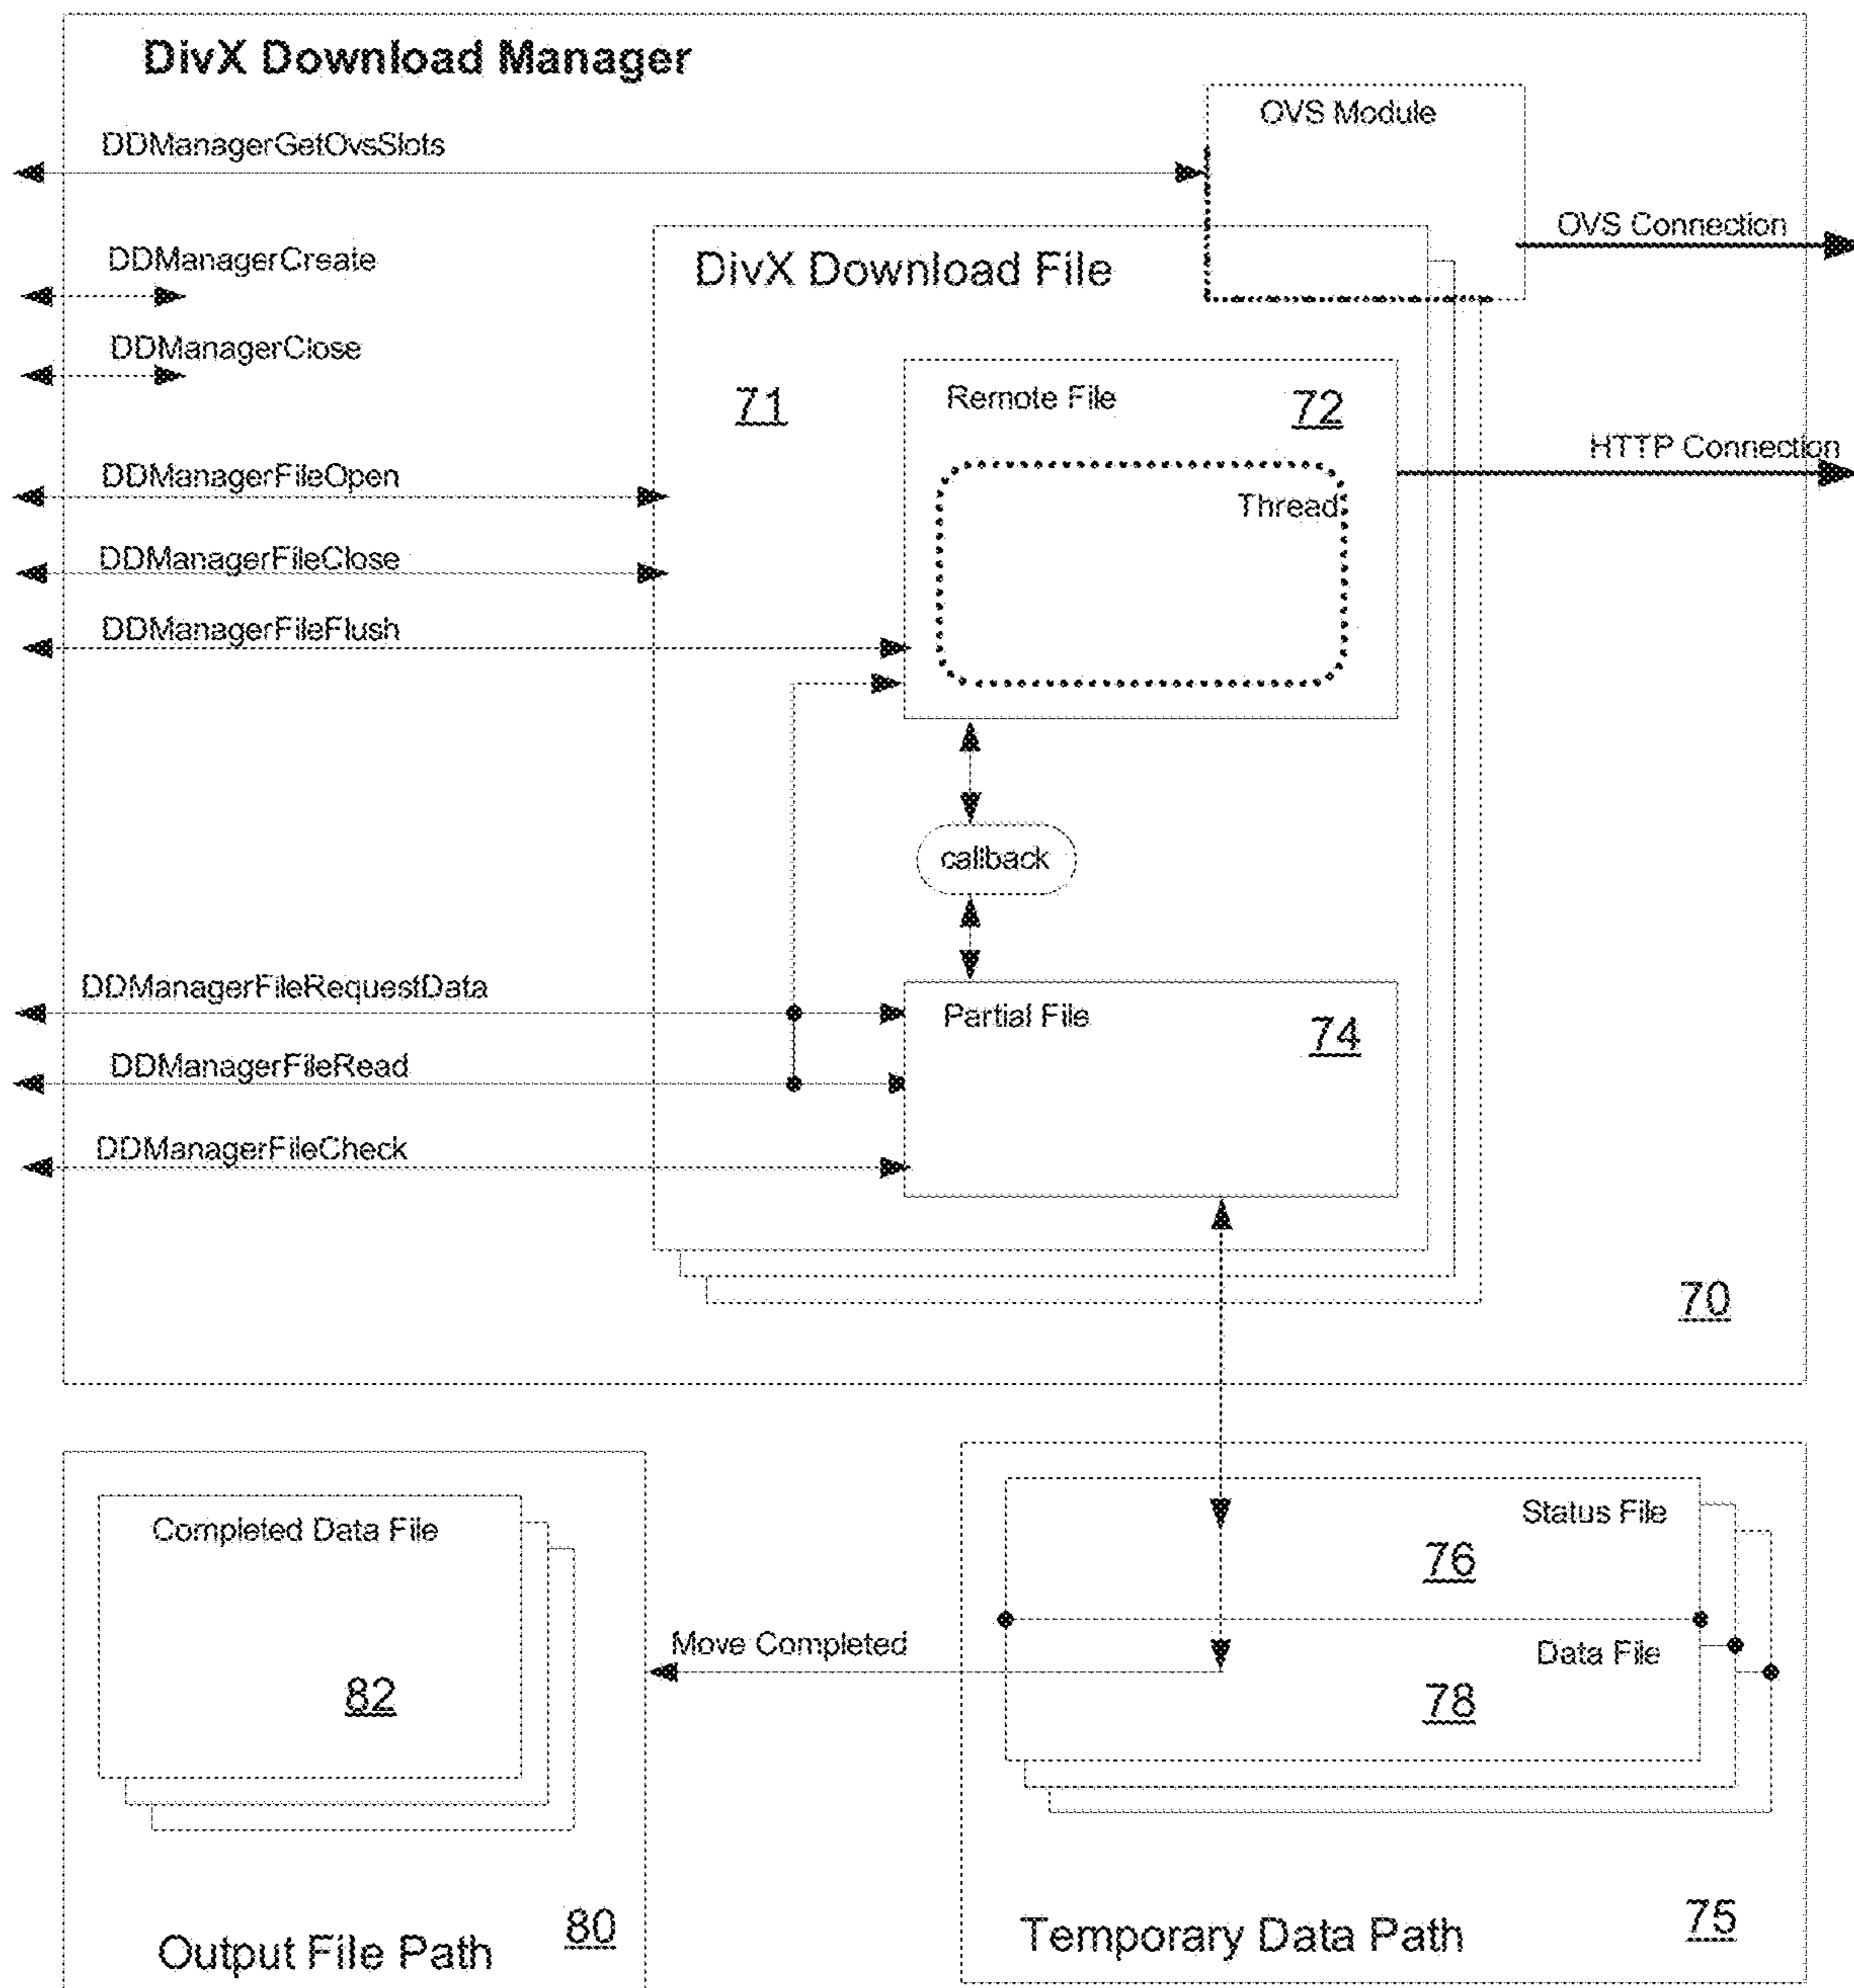 DivX Download Manager
OVS Module
DDManagerGetOvsSlots
OVS Connection
DDManagerCreate
DivX Download File
DDManagerClose
71
Remote File
72
HTTP Connection
DDManagerFileOpen
Thread
DDManagerFileClose
DDManagerFileFlush
callback
DDManagerFileRequestData
Partial File
74
DDManagerFileRead
DDManagerFileCheck
70
Completed Data File
Status File
76
Move Completed
Data File
82
78
Output File Path
80
Temporary Data Path
75